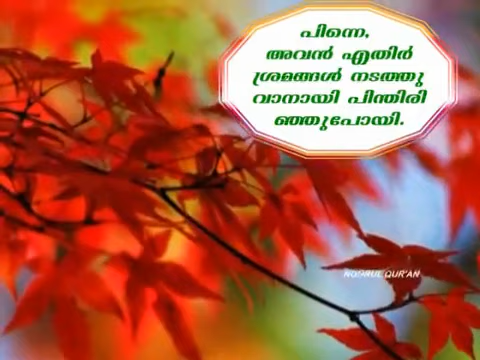 പിന്നെ,
അവൻ എതിർ
ശ്രമങ്ങൾ നടത്തു
വാനായി പിന്തിരി
ഞ്ഞുപോയി.
NOORUL QUR'AN